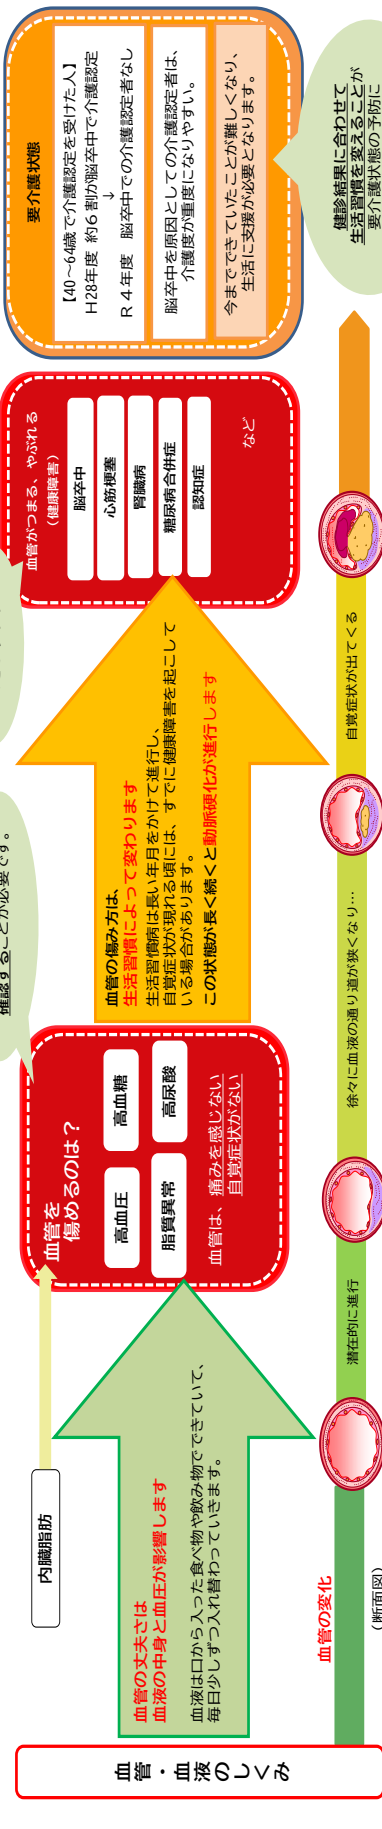 血管・血液のしくみ
血管の丈夫さは
血液の中身と血圧が影響します
血液は口から入った食べ物や飲み物でできていて、
毎日少しずつ入れ替わっていきます。
内臓脂肪
血管を
傷めるのは？
高血圧
高血糖
脂質異常
高尿酸
血管は、痛みを感じない
自覚症状がない
確認することが必要です。
血管の傷み方は、
生活習慣によって変わります
生活習慣病は長い年月をかけて進行し、
自覚症状が現れる頃には、すでに健康障害を起こして
いる場合があります。
この状態が長く続くと動脈硬化が進行します
血管がつまる、やぶれる
（健康障害）
脳卒中
心筋梗塞
腎臓病
糖尿病合併症
認知症
など
要介護状態
【40～64歳で介護認定を受けた人】
H28年度 約６割が脳卒中で介護認定
↓
Ｒ４年度　脳卒中での介護認定者なし
脳卒中を原因としての介護認定者は、
介護度が重度になりやすい。
今までできていたことが難しくなり、
生活に支援が必要となります。
健診結果に合わせて
生活習慣を変えることが
要介護状態の予防に
血管の変化
（断面図）
潜在的に進行
徐々に血液の通り道が狭くなり…
自覚症状が出てくる